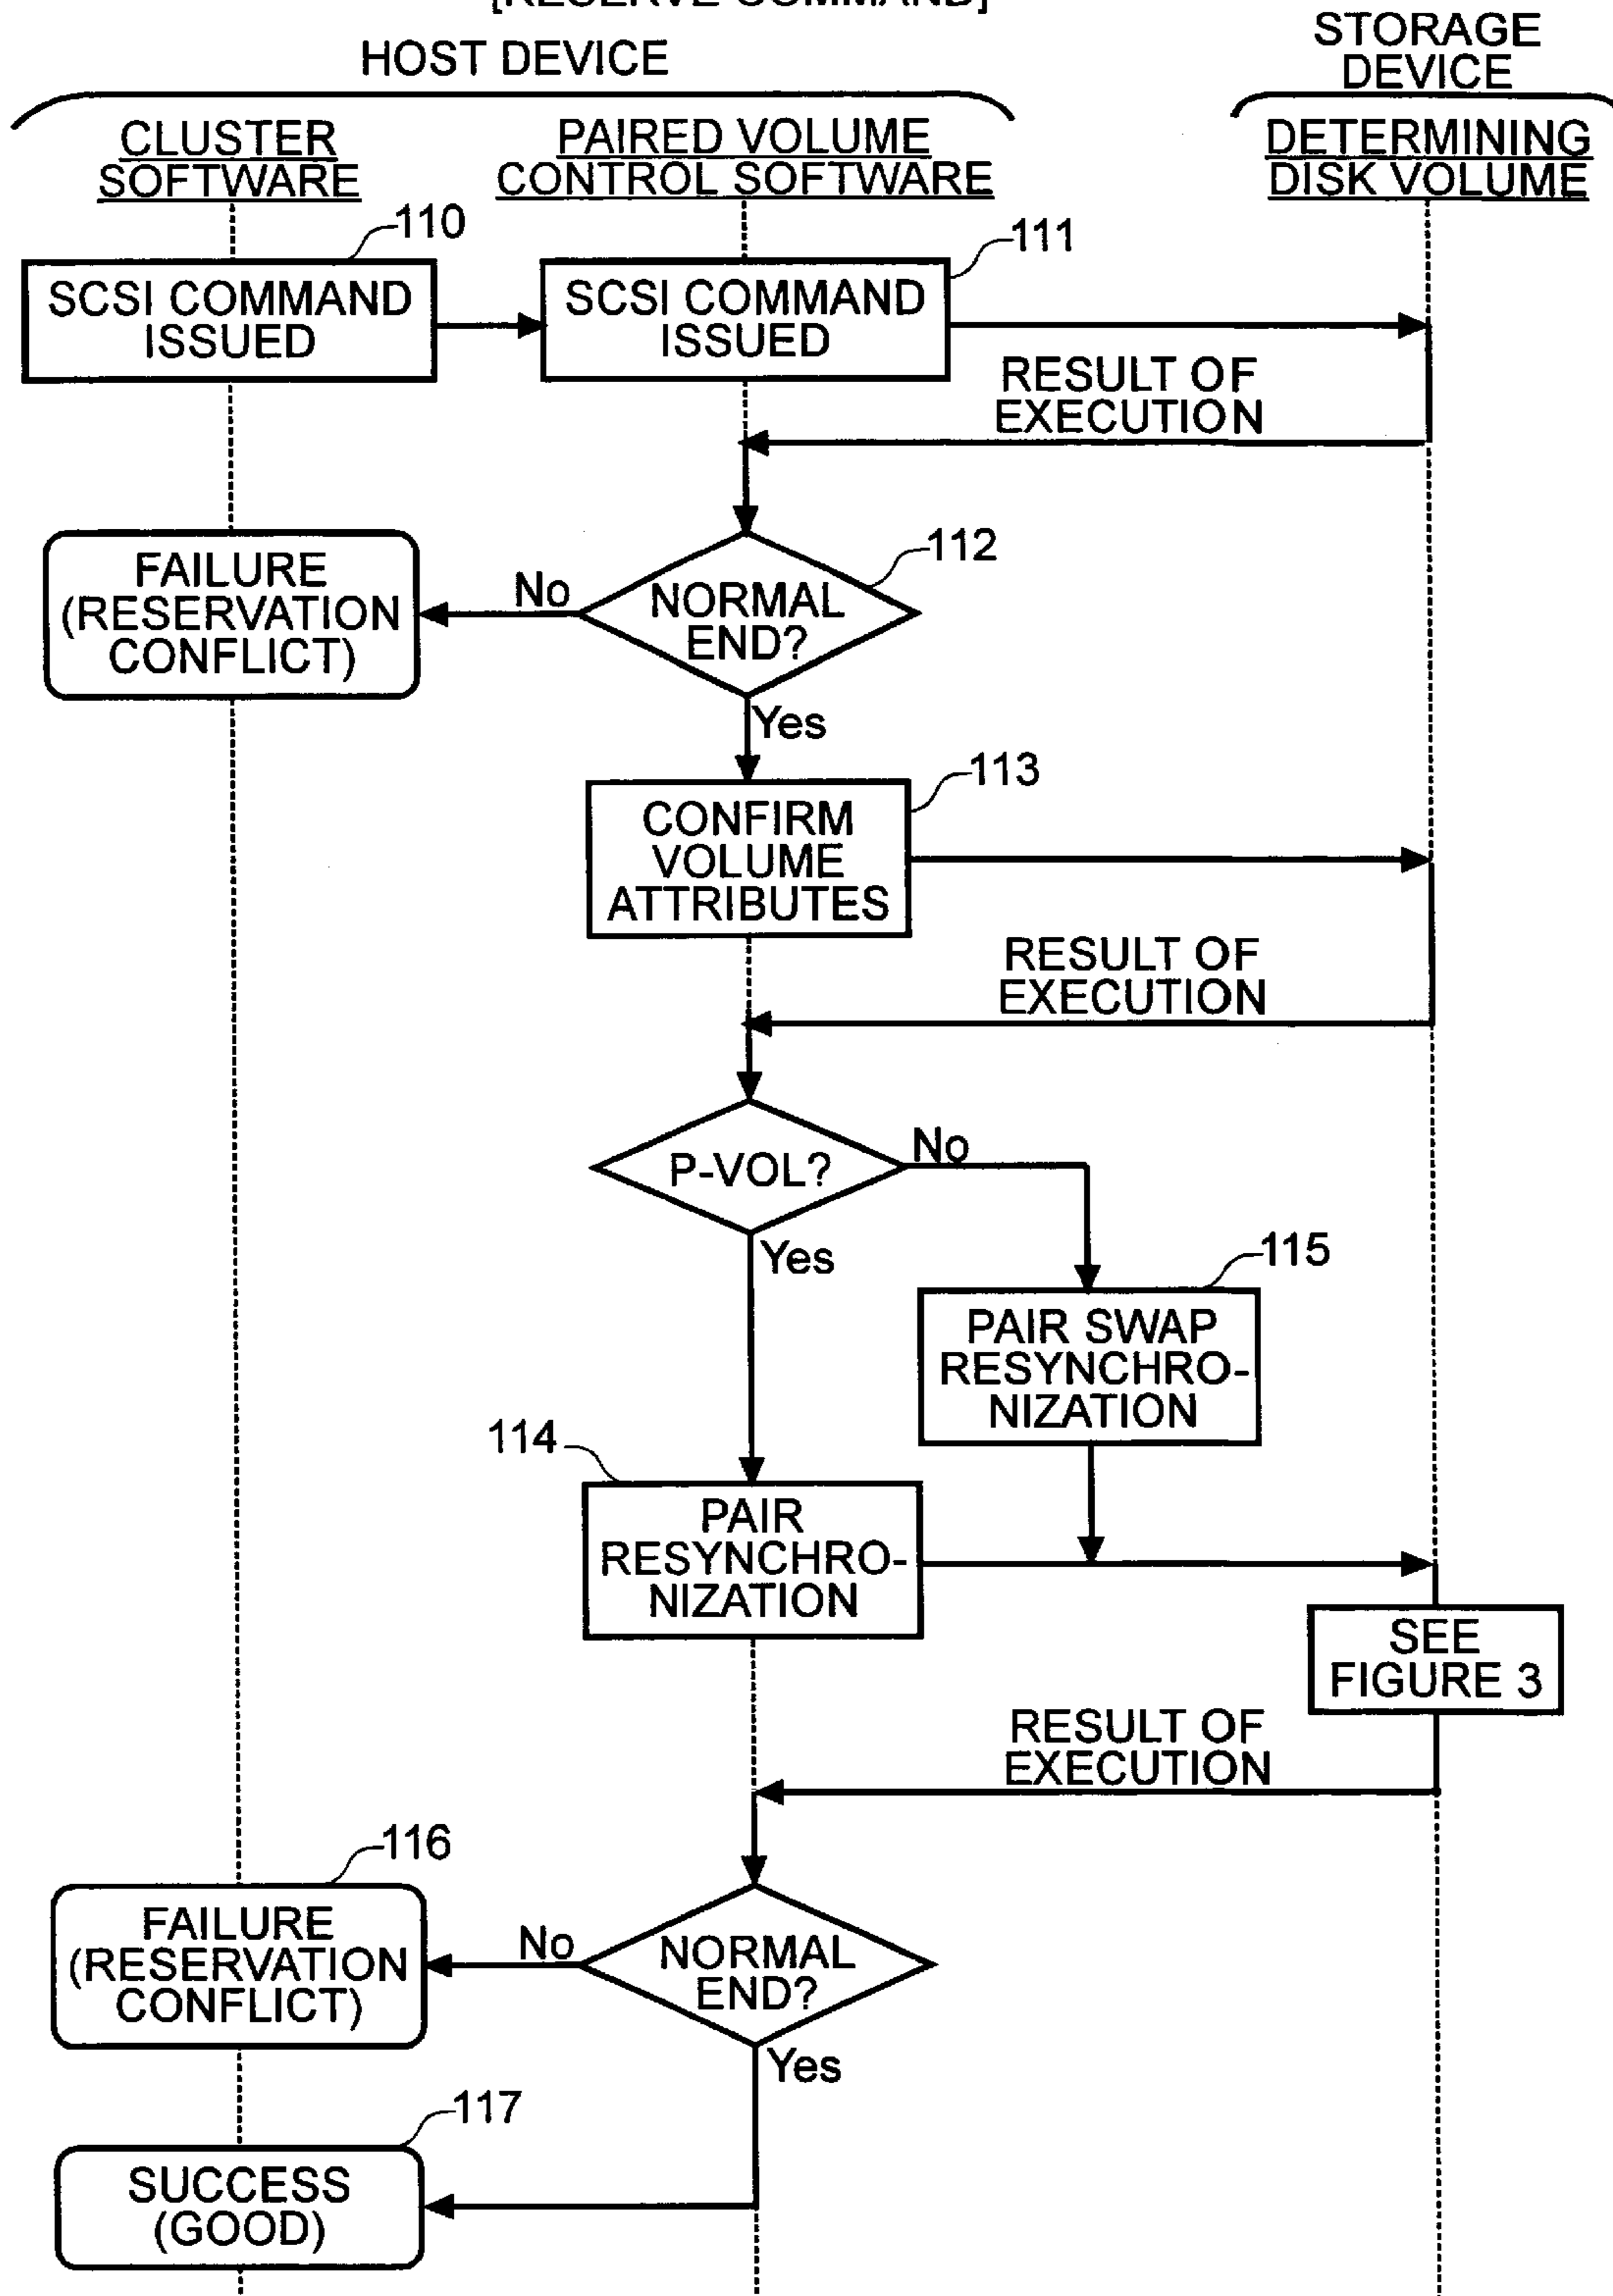 [RESERVE COMMAND]
HOST DEVICE
STORAGE
DEVICE
CLUSTER
SOFTWARE
PAIRED VOLUME
CONTROL SOFTWARE
DETERMINING
DISK VOLUME
110
111
SCSI COMMAND
ISSUED
SCSI COMMAND
ISSUED
RESULT OF
EXECUTION
112
FAILURE
(RESERVATION
CONFLICT)
No
NORMAL
END?
Yes
113
CONFIRM
VOLUME
ATTRIBUTES
RESULT OF
EXECUTION
P-VOL?
No
Yes
115
PAIR SWAP
RESYNCHRO-
NIZATION
114
PAIR
RESYNCHRO-
NIZATION
SEE
FIGURE 3
RESULT OF
EXECUTION
116
FAILURE
(RESERVATION
CONFLICT)
No
NORMAL
END?
Yes
117
SUCCESS
(GOOD)